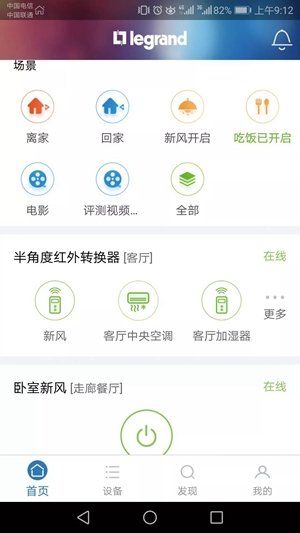 中国电信
中国联通
82% 上午9:12
legrand
场景
离家 回家 新风开启 吃饭已开启
电影 评测视频... 全部
半角度红外转换器 [客厅] 在线
新风 客厅中央空调 客厅加湿器 更多
卧室新风 [走廊餐厅] 在线
首页 设备 发现 我的